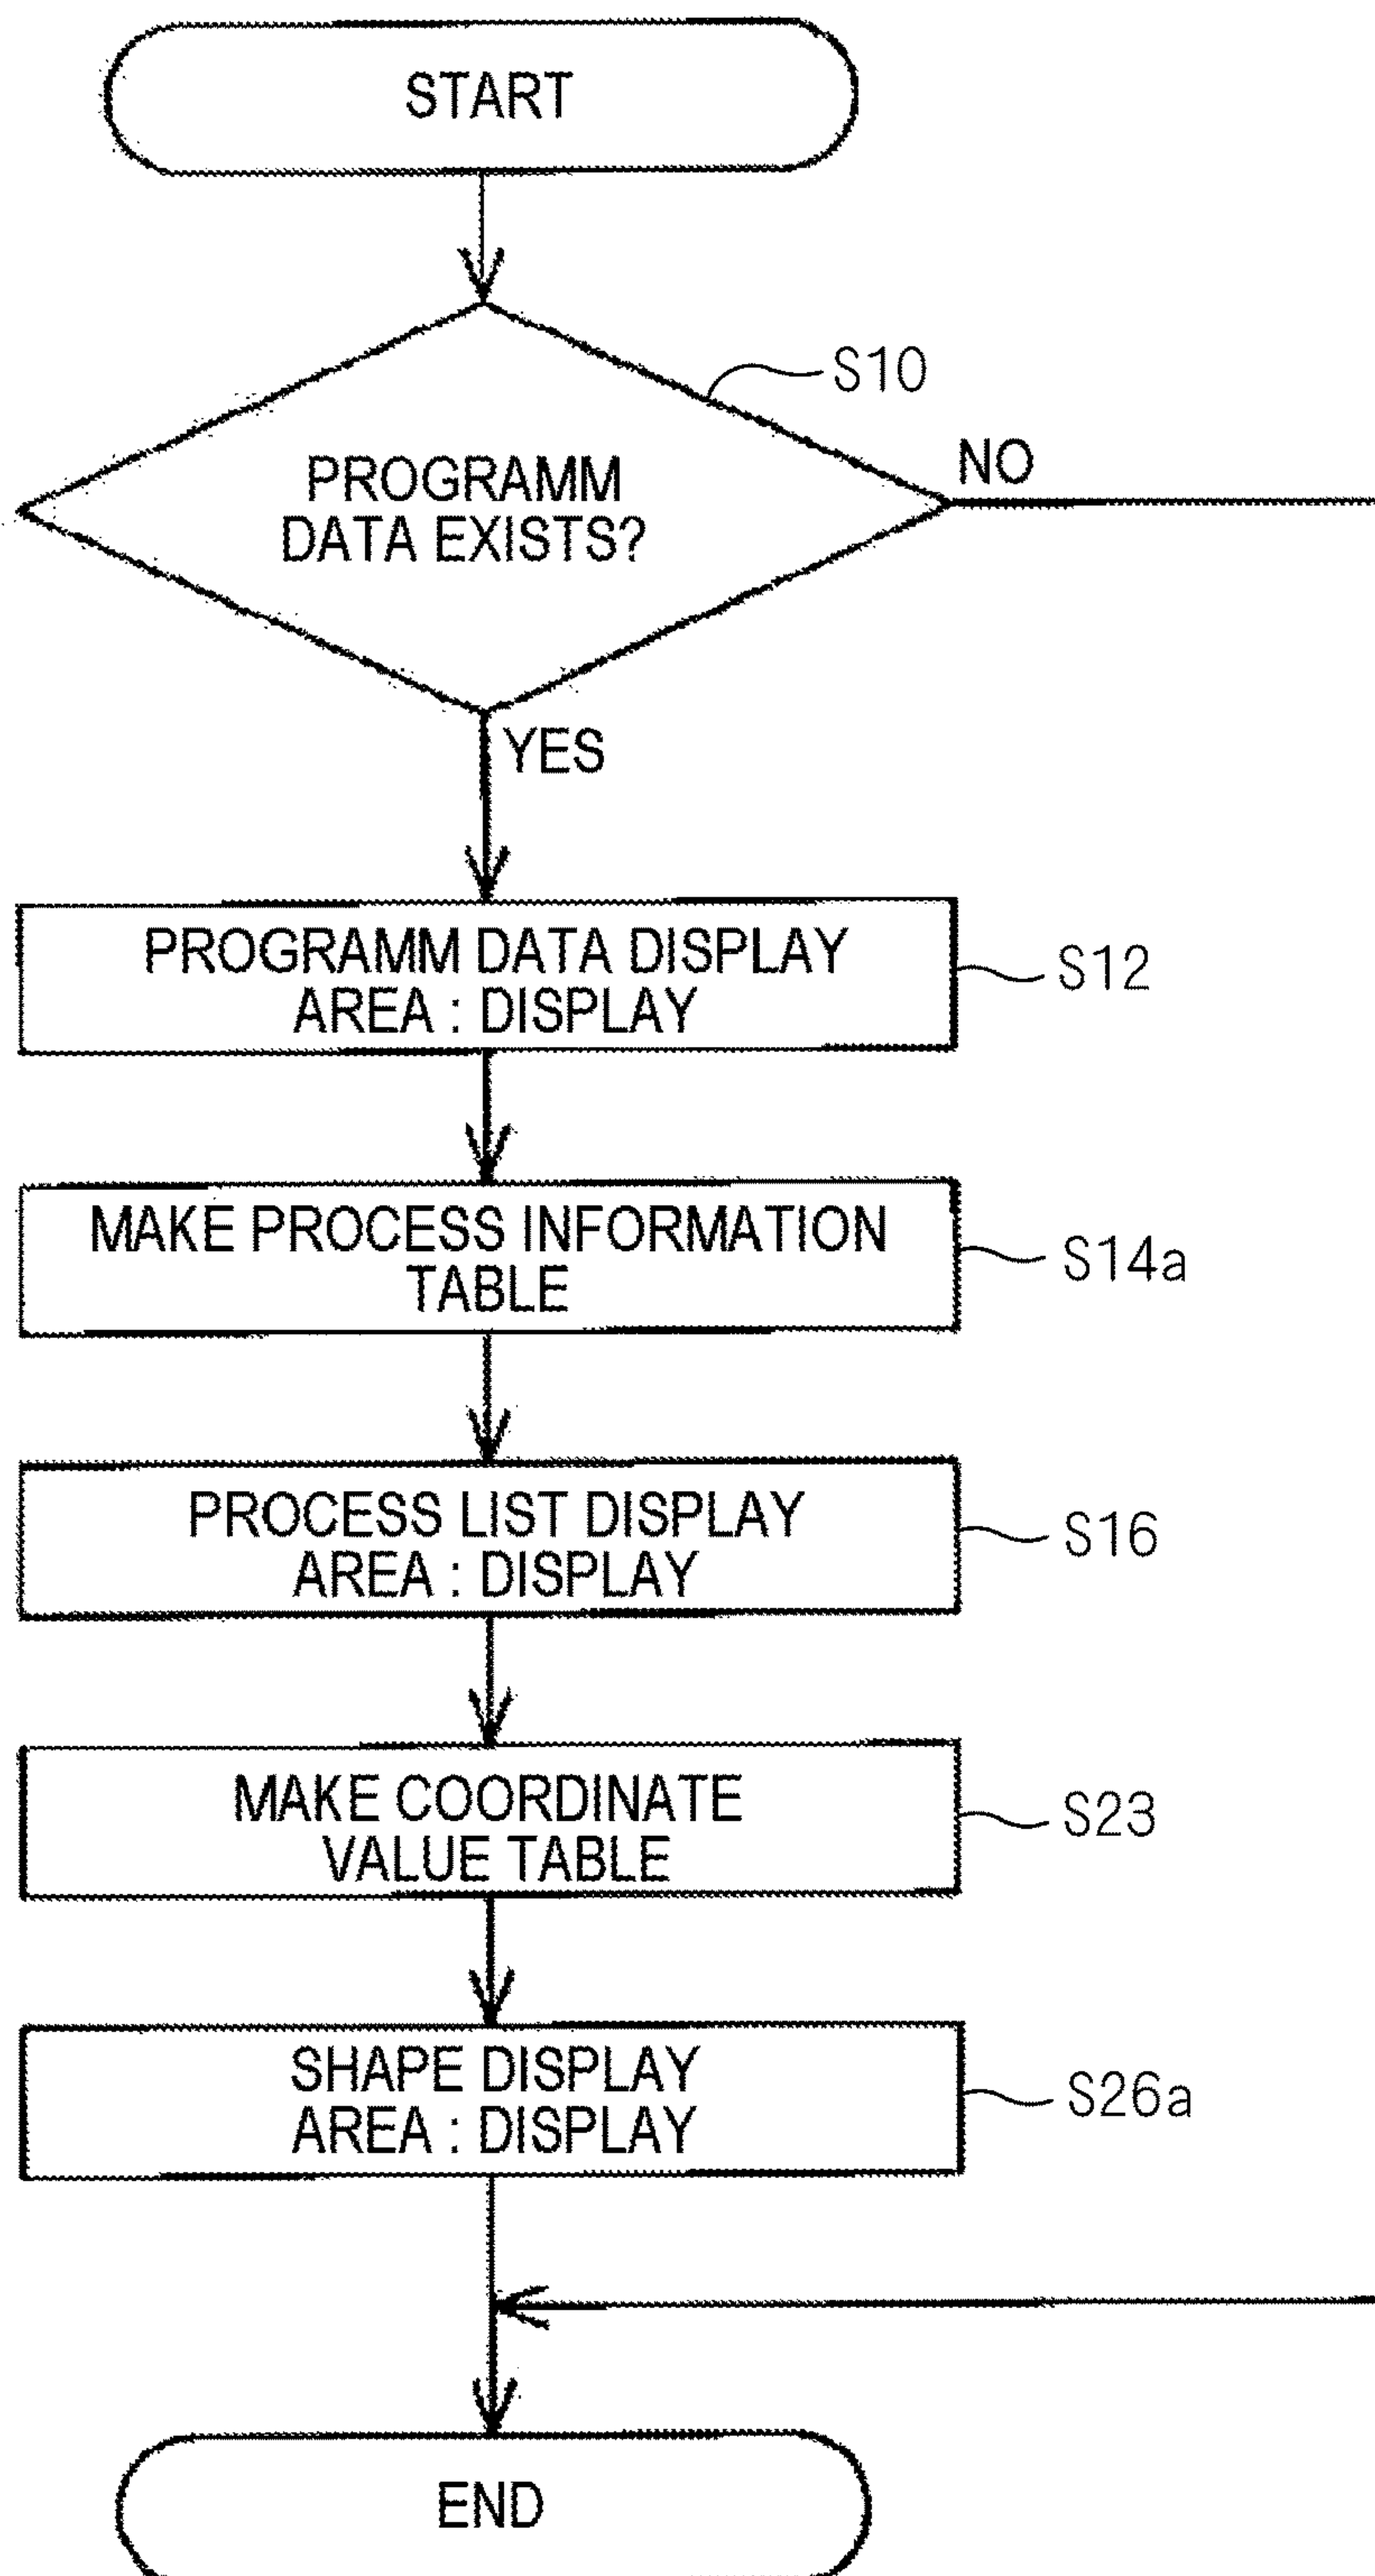 START
S10
NO
PROGRAMM
DATA EXISTS?
YES
PROGRAMM DATA DISPLAY
AREA : DISPLAY
S12
MAKE PROCESS INFORMATION
TABLE
S14a
PROCESS LIST DISPLAY
AREA : DISPLAY
S16
MAKE COORDINATE
VALUE TABLE
S23
SHAPE DISPLAY
AREA : DISPLAY
S26a
END